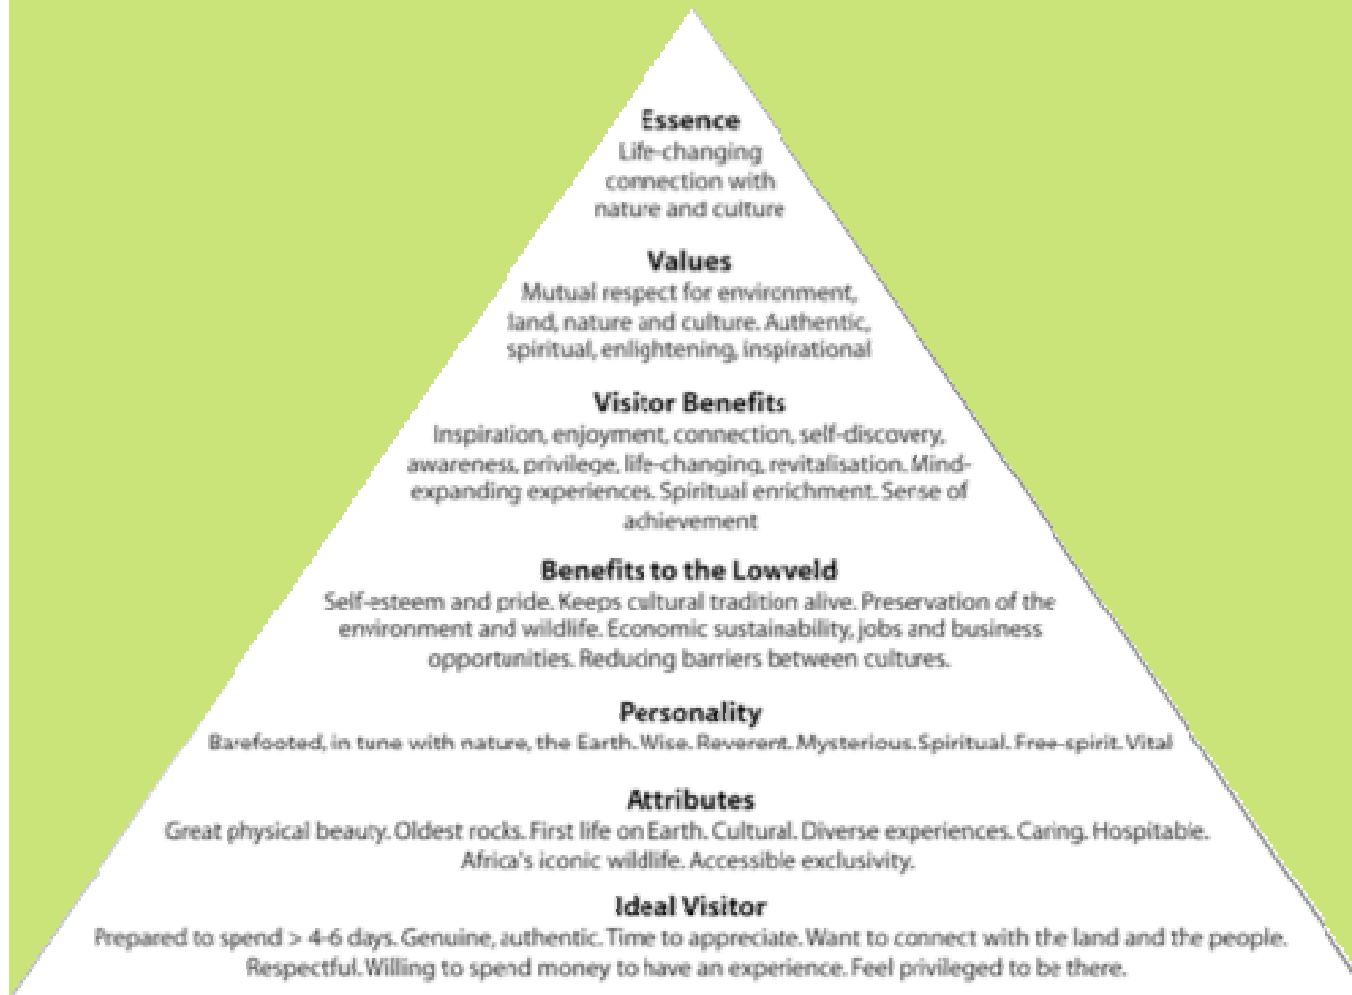 Essence
Life-changing
connection with
nature and culture
Values
Mutual respect for environment,
land, nature and culture. Authentic,
spiritual, enlightening, inspirational
Visitor Benefits
Inspiration, enjoyment, connection, self-discovery,
awareness, privilege, life-changing, revitalisation. Mind-
expanding experiences. Spiritual enrichment. Sense of
achievement
Benefits to the Lowveld
Self-esteem and pride. Keeps cultural tradition alive. Preservation of the
environment and wildlife. Economic sustainability, jobs and business
opportunities. Reducing barriers between cultures.
Personality
Barefooted, in tune with nature, the Earth. Wise. Reverent. Mysterious. Spiritual. Free-spirit. Vital
Attributes
Great physical beauty. Oldest rocks. First life on Earth. Cultural. Diverse experiences. Caring. Hospitable.
Africa's iconic wildlife. Accessible exclusivity.
Ideal Visitor
Prepared to spend > 4-6 days. Genuine, authentic. Time to appreciate. Want to connect with the land and the people.
Respectful. Willing to spend money to have an experience. Feel privileged to be there.